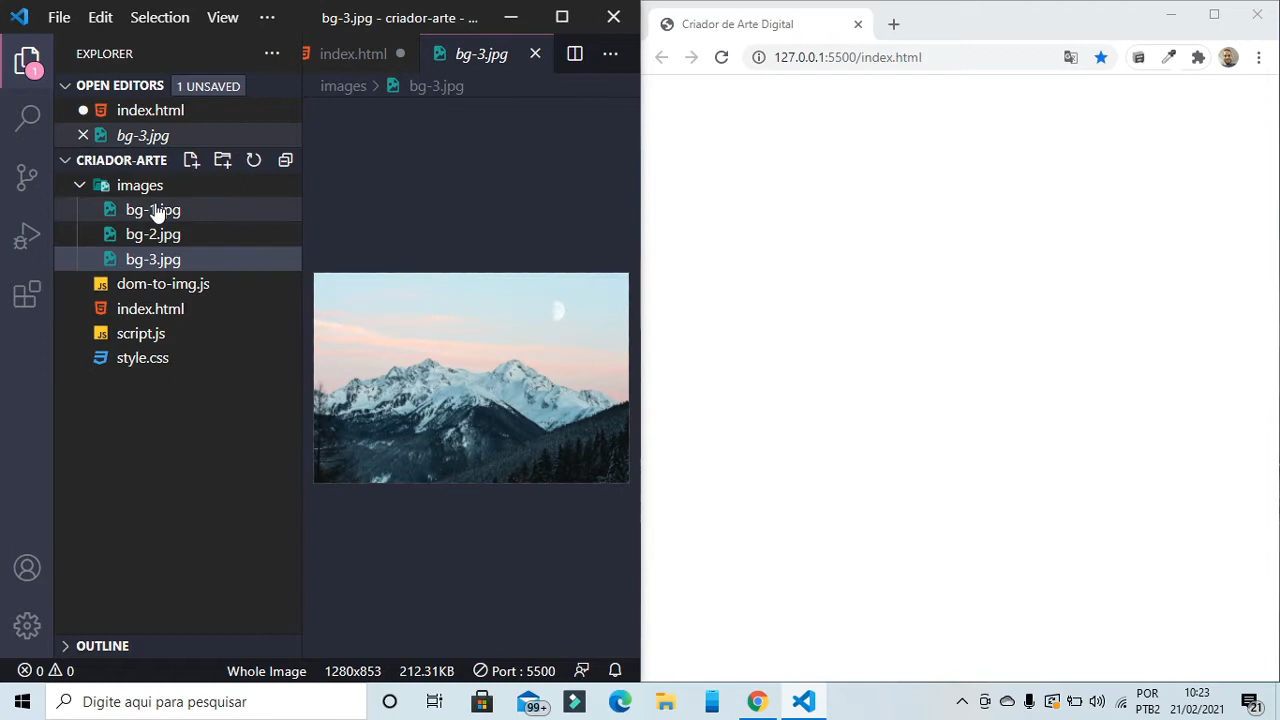 File Edit Selection View ··· bg-3.jpg - criador-arte - ...
EXPLORER ···
index.html bg-3.jpg ···
images > bg-3.jpg
OPEN EDITORS 1 UNSAVED
index.html
bg-3.jpg
CRIADOR-ARTE
images
bg-1.jpg
bg-2.jpg
bg-3.jpg
dom-to-img.js
index.html
script.js
style.css
OUTLINE
1
0 0 Whole Image 1280x853 212.31KB Port : 5500
Criador de Arte Digital
127.0.0.1:5500/index.html
Digite aqui para pesquisar
99+
POR
PTB2
10:23
21/02/2021
21